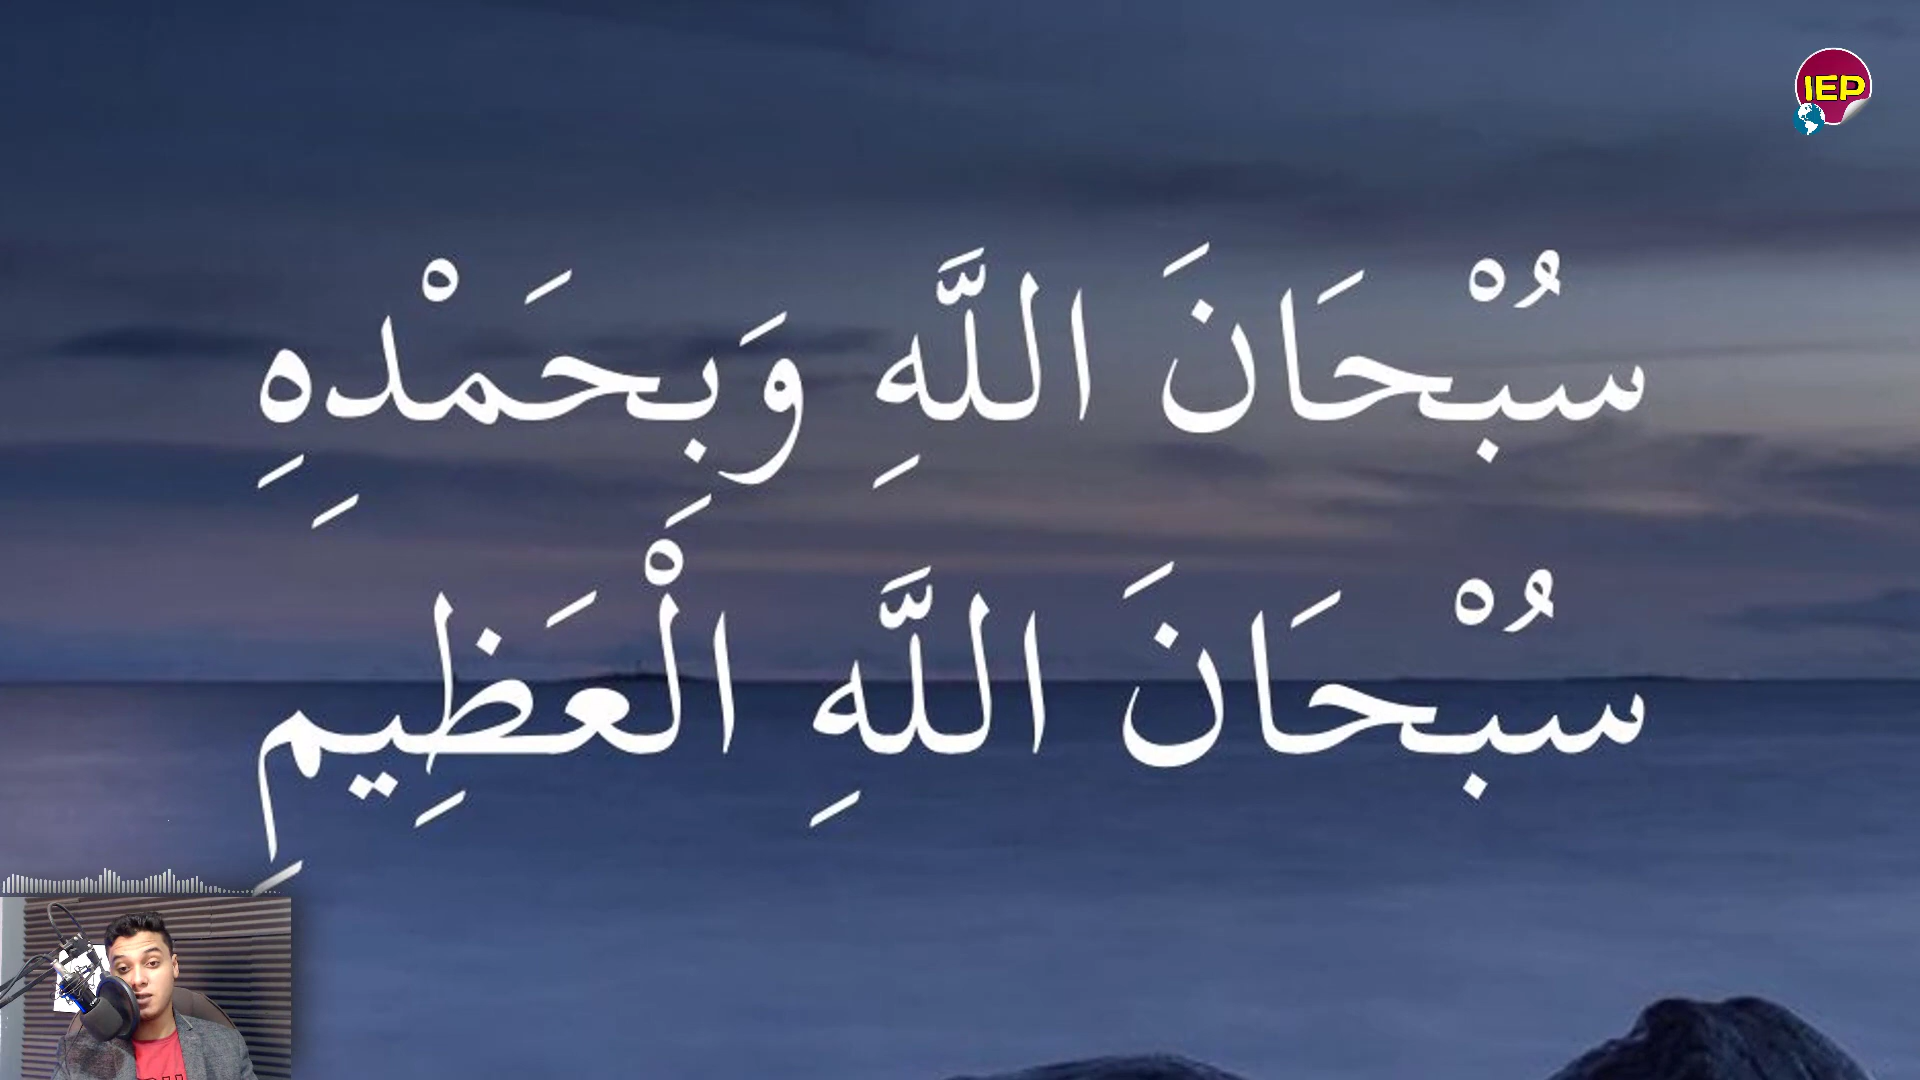 IEP
سُبْحَانَ اللَّهِ وَبِحَمْدِهِ
سُبْحَانَ اللَّهِ الْعَظِيمِ